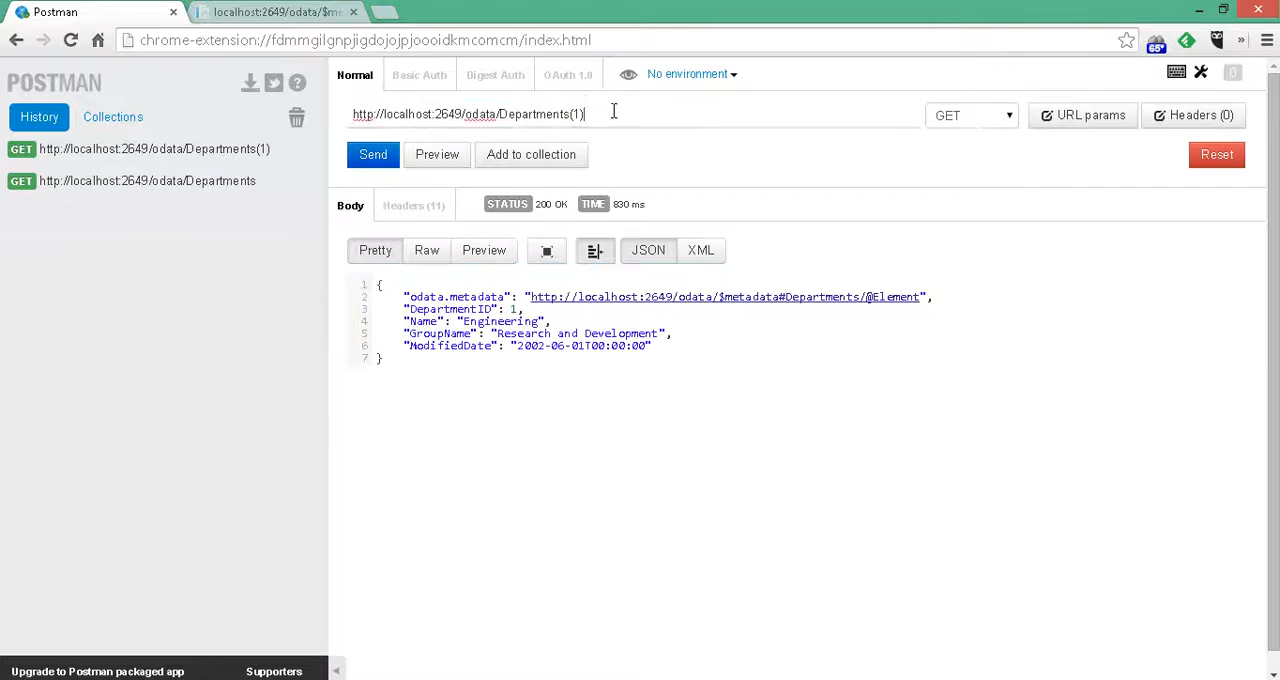 Postman
localhost:2649/odata/$me
chrome-extension://fdmmgilgnpjigdojojpjoooidkmcomcm/index.html
65°
POSTMAN
Normal
Basic Auth
Digest Auth
OAuth 1.0
No environment
0
History
Collections
http://localhost:2649/odata/Departments(1)
GET
URL params
Headers (0)
GET http://localhost:2649/odata/Departments(1)
Send
Preview
Add to collection
Reset
GET http://localhost:2649/odata/Departments
Body
Headers (11)
STATUS 200 OK
TIME 830 ms
Pretty
Raw
Preview
JSON
XML
1 {
2 "odata.metadata": "http://localhost:2649/odata/$metadata#Departments/@Element",
3 "DepartmentID": 1,
4 "Name": "Engineering",
5 "GroupName": "Research and Development",
6 "ModifiedDate": "2002-06-01T00:00:00"
7 }
Upgrade to Postman packaged app
Supporters